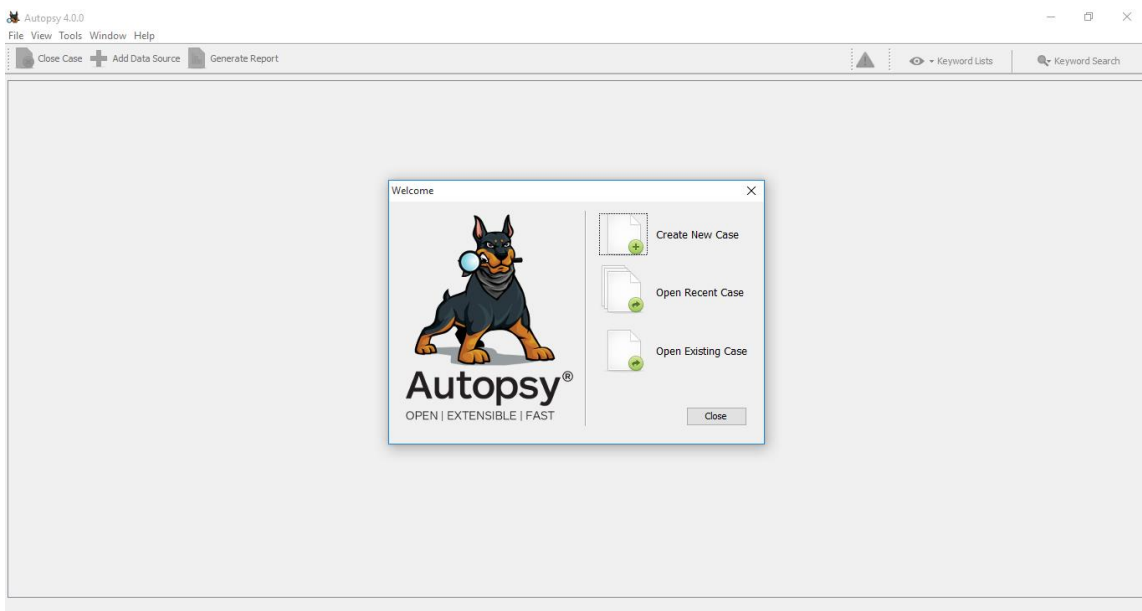 Autopsy 4.0.0
File View Tools Window Help
Close Case Add Data Source Generate Report Keyword Lists Keyword Search
Welcome
Create New Case
Open Recent Case
Open Existing Case
Autopsy®
OPEN | EXTENSIBLE | FAST
Close